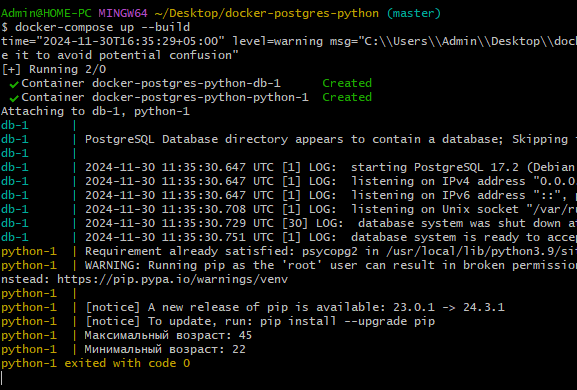 Admin@HOME-PC MINGW64 ~/Desktop/docker-postgres-python (master)
$ docker-compose up --build
time="2024-11-30T16:35:29+05:00" level=warning msg="C:\\Users\\Admin\\Desktop\\doc
e it to avoid potential confusion"
[+] Running 2/0
✔Container docker-postgres-python-db-1 Created
✔Container docker-postgres-python-python-1 Created
Attaching to db-1, python-1
db-1 |
db-1 | PostgreSQL Database directory appears to contain a database; Skipping
db-1 |
db-1 | 2024-11-30 11:35:30.647 UTC [1] LOG: starting PostgreSQL 17.2 (Debian
db-1 | 2024-11-30 11:35:30.647 UTC [1] LOG: listening on IPv4 address "0.0.0
db-1 | 2024-11-30 11:35:30.647 UTC [1] LOG: listening on IPv6 address "::", p
db-1 | 2024-11-30 11:35:30.708 UTC [1] LOG: listening on Unix socket "/var/ru
db-1 | 2024-11-30 11:35:30.729 UTC [30] LOG: database system was shut down at
db-1 | 2024-11-30 11:35:30.751 UTC [1] LOG: database system is ready to accep
python-1 | Requirement already satisfied: psycopg2 in /usr/local/lib/python3.9/sit
python-1 | WARNING: Running pip as the 'root' user can result in broken permission
nstead: https://pip.pypa.io/warnings/venv
python-1 |
python-1 | [notice] A new release of pip is available: 23.0.1 -> 24.3.1
python-1 | [notice] To update, run: pip install --upgrade pip
python-1 | Максимальный возраст: 45
python-1 | Минимальный возраст: 22
python-1 exited with code 0